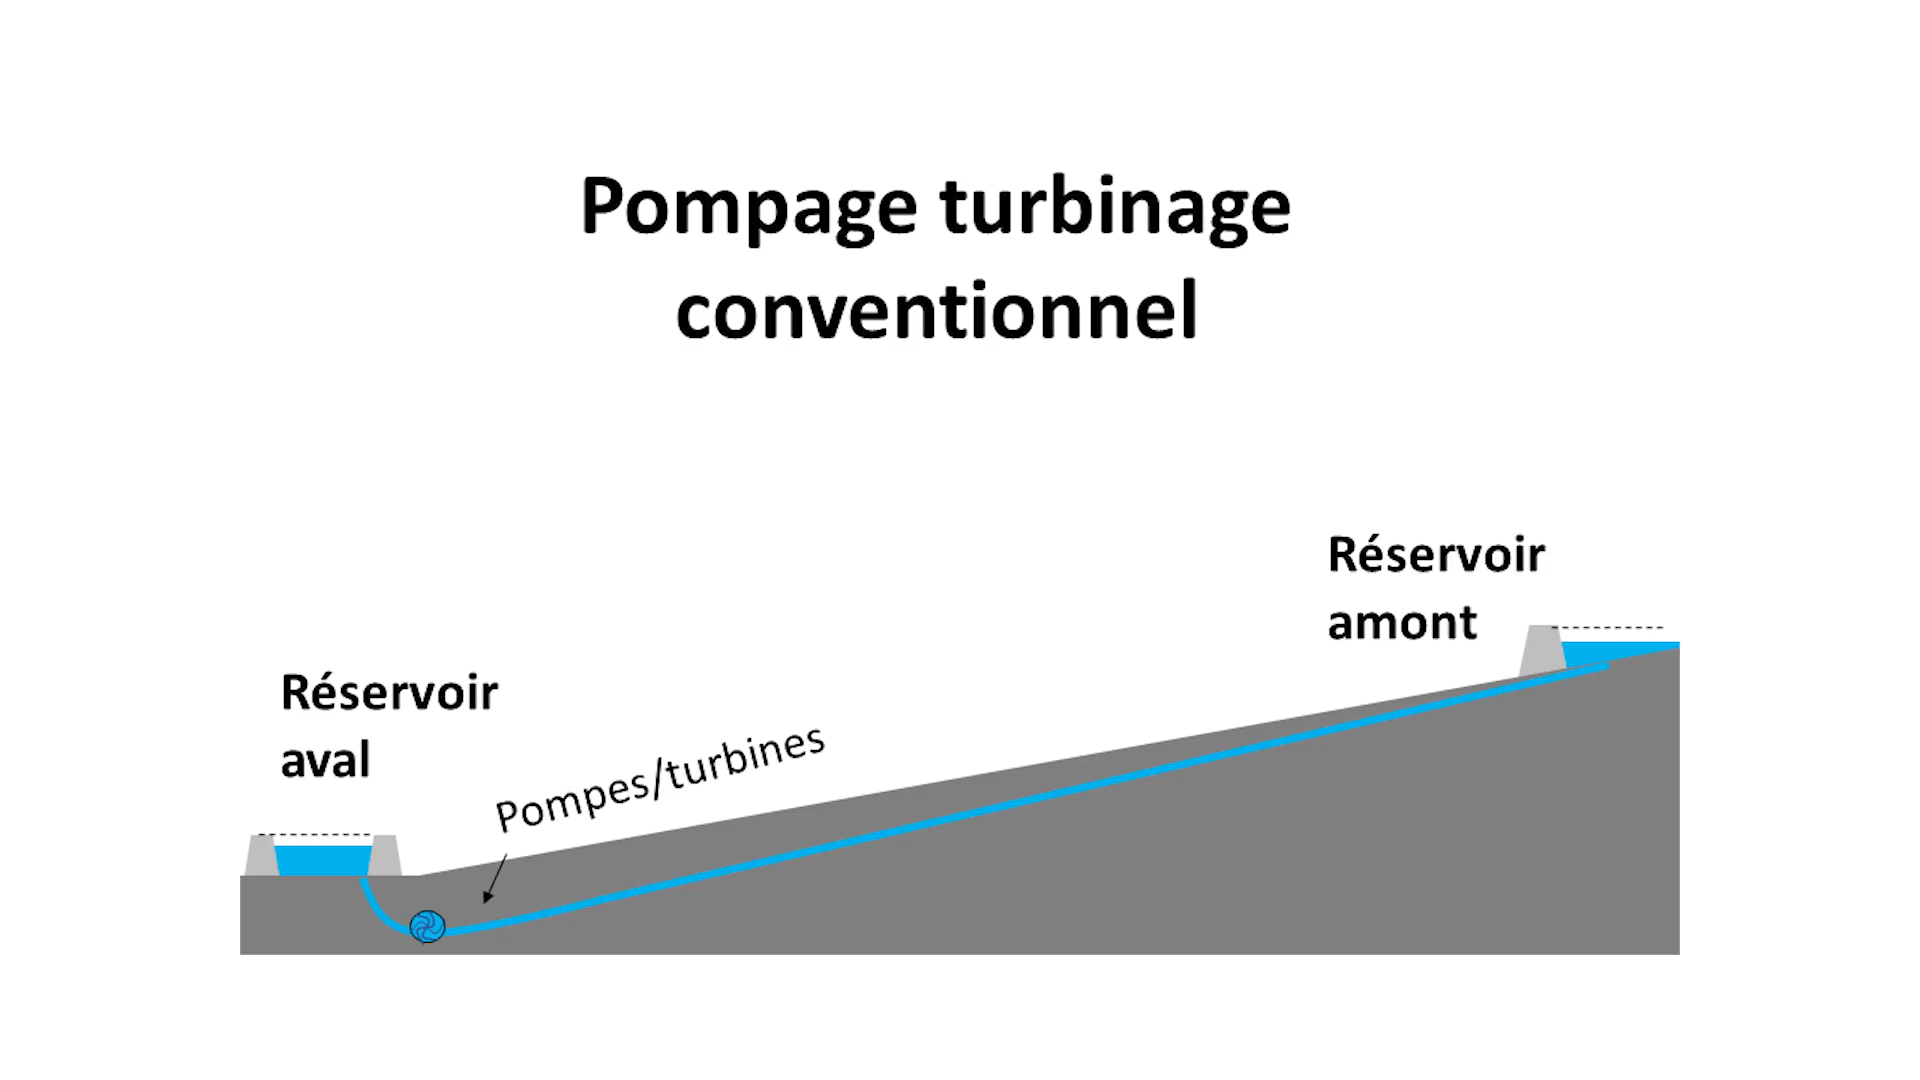 Pompage turbinage
conventionnel
Réservoir
amont
Réservoir
aval
Pompes/turbines